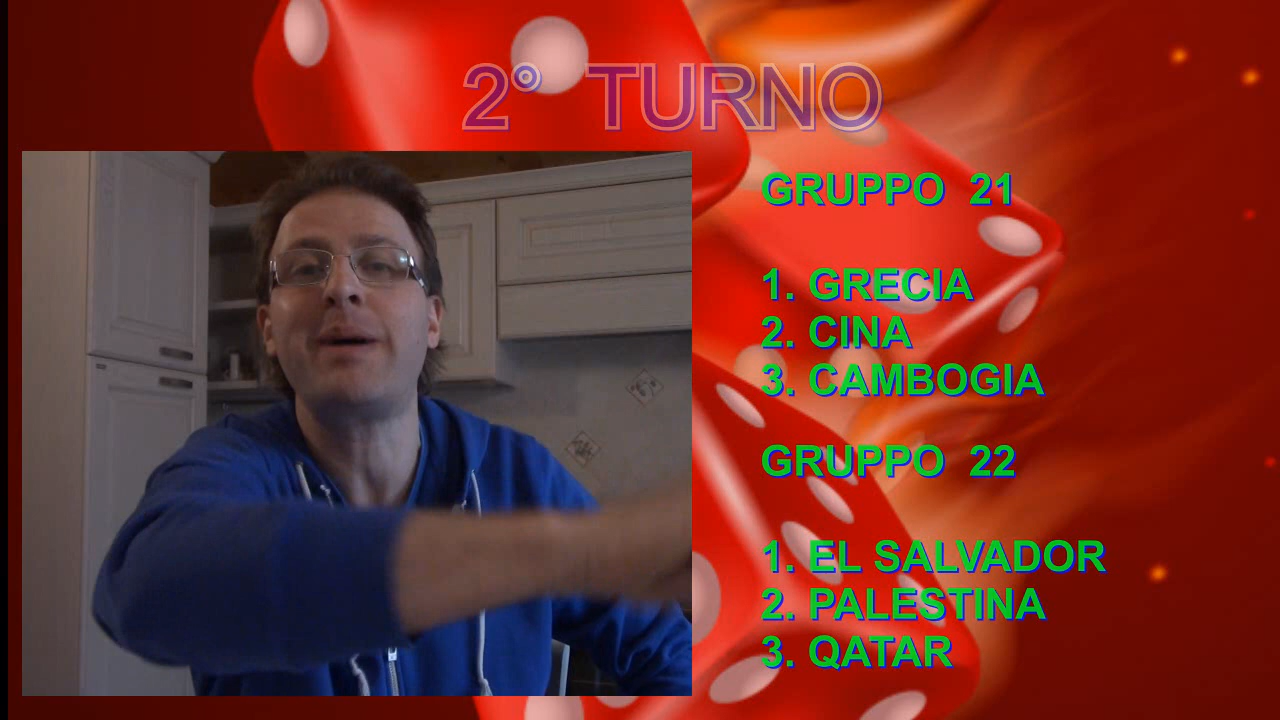 2° TURNO
GRUPPO 21
1. GRECIA
2. CINA
3. CAMBOGIA
GRUPPO 22
1. EL SALVADOR
2. PALESTINA
3. QATAR